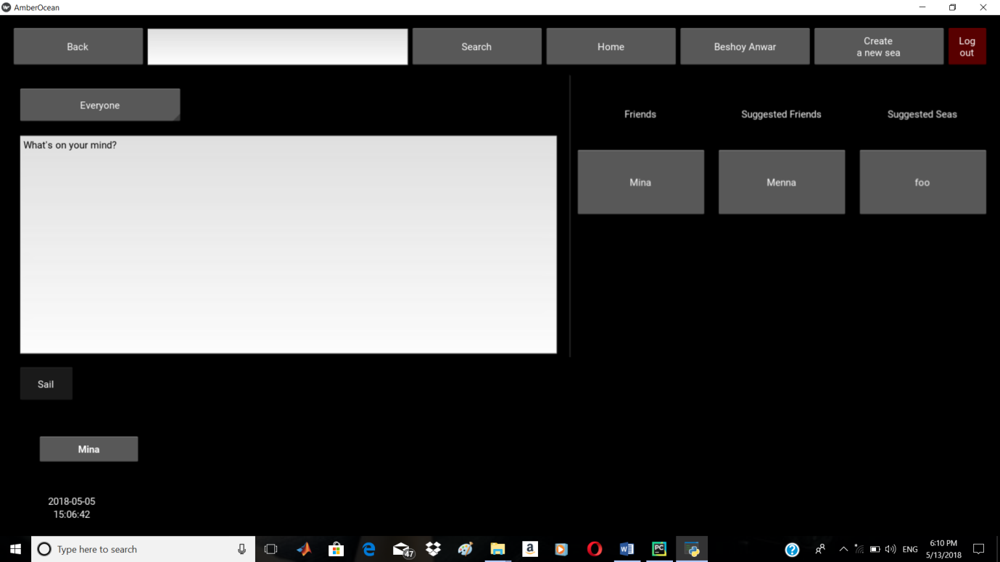 AmberOcean
Back
Search
Home
Beshoy Anwar
Create
a new sea
Log
out
Everyone
What's on your mind?
Friends
Suggested Friends
Suggested Seas
Mina
Menna
foo
Sail
Mina
2018-05-05
15:06:42
Type here to search
47
a
W
PC
?
ENG
6:10 PM
5/13/2018